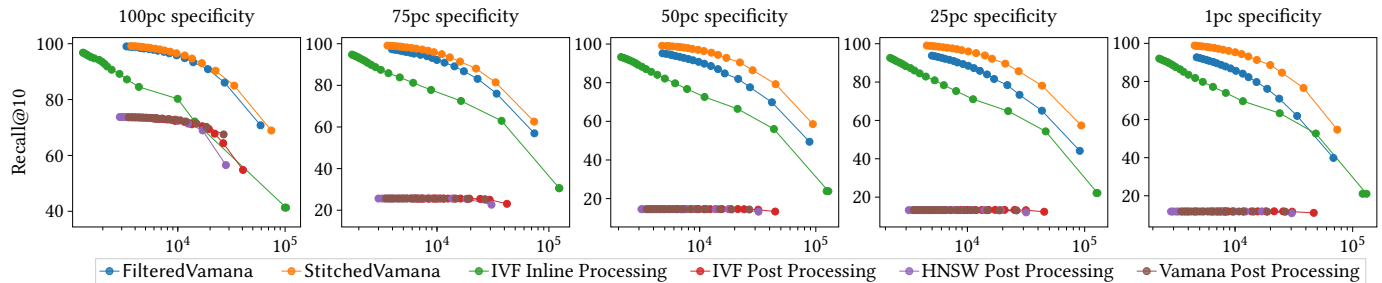 100pc specificity 75pc specificity 50pc specificity 25pc specificity 1pc specificity
Recall@10
100 80 60 40
100 80 60 40 20
100 80 60 40 20
100 80 60 40 20
100 80 60 40 20
10⁴ 10⁵ 10⁴ 10⁵ 10⁴ 10⁵ 10⁴ 10⁵ 10⁴ 10⁵
FilteredVamana StitchedVamana IVF Inline Processing IVF Post Processing HNSW Post Processing Vamana Post Processing